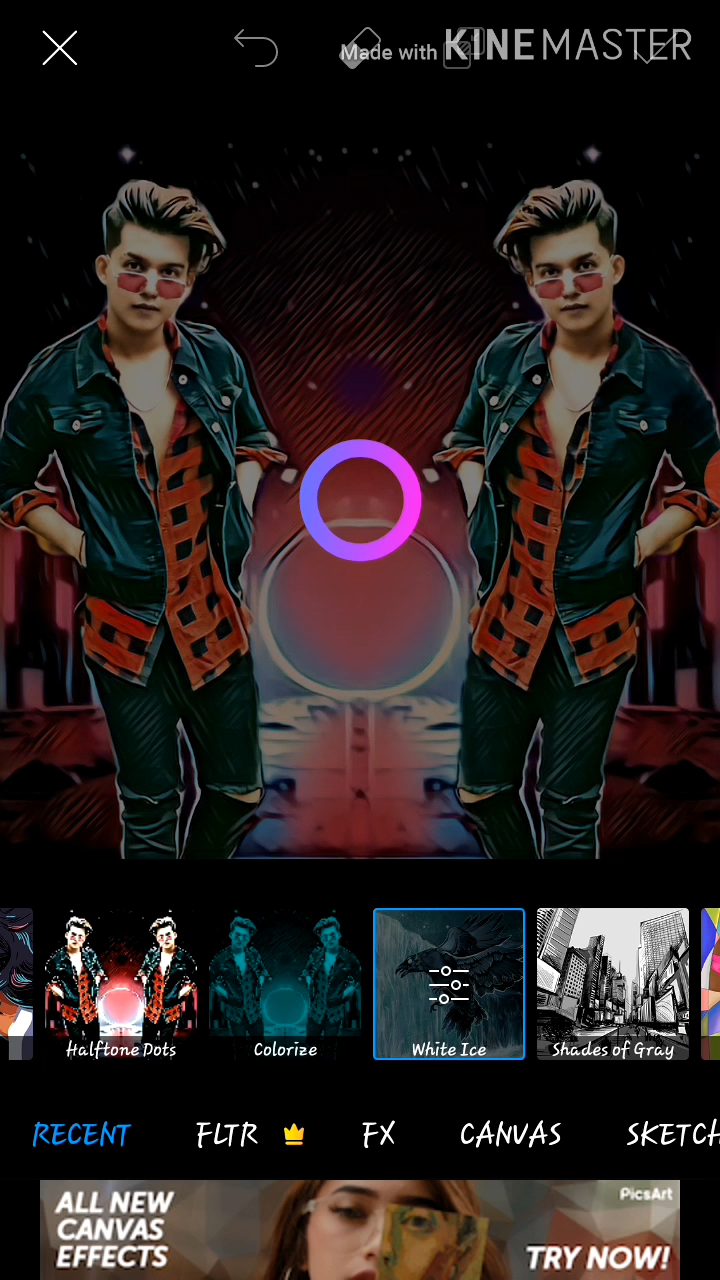 Made with KINEMASTER
Halftone Dots
Colorize
White Ice
Shades of Gray
RECENT
FLTR
FX
CANVAS
SKETCH
ALL NEW
CANVAS
EFFECTS
PicsArt
TRY NOW!